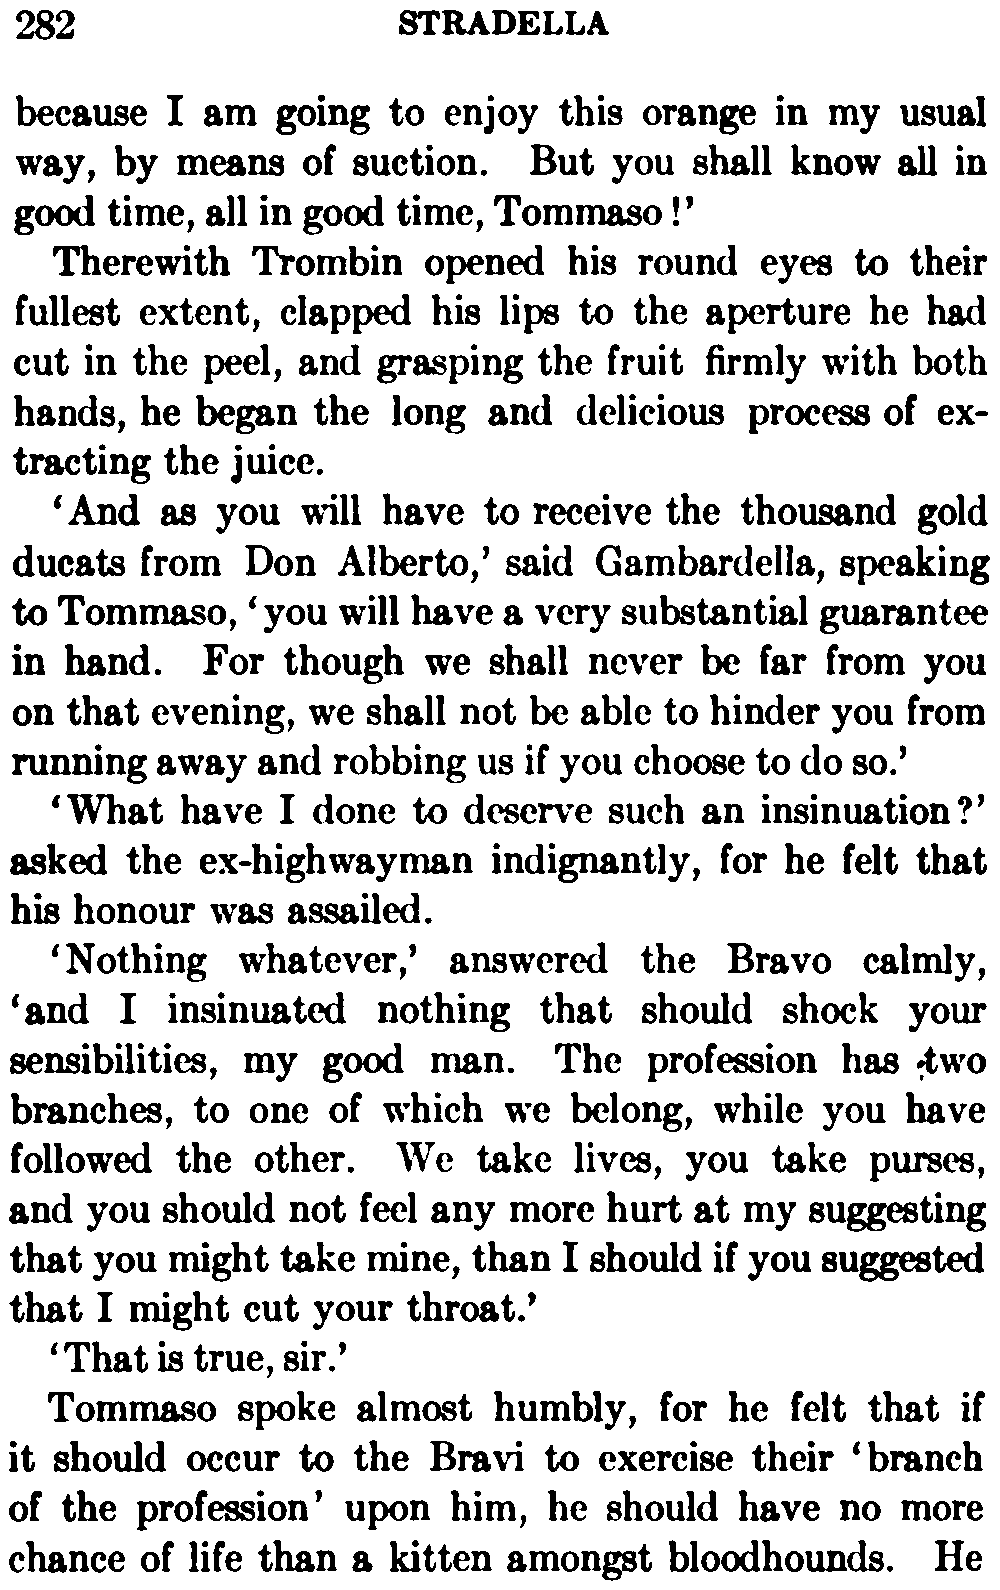 282 STRADELLA
because I am going to enjoy this orange in my usual
way, by means of suction. But you shall know all in
good time, all in good time, Tommaso!'
Therewith Trombin opened his round eyes to their
fullest extent, clapped his lips to the aperture he had
cut in the peel, and grasping the fruit firmly with both
hands, he began the long and delicious process of ex-
tracting the juice.
'And as you will have to receive the thousand gold
ducats from Don Alberto,' said Gambardella, speaking
to Tommaso, 'you will have a very substantial guarantee
in hand. For though we shall never be far from you
on that evening, we shall not be able to hinder you from
running away and robbing us if you choose to do so.'
'What have I done to deserve such an insinuation?'
asked the ex-highwayman indignantly, for he felt that
his honour was assailed.
'Nothing whatever,' answered the Bravo calmly,
'and I insinuated nothing that should shock your
sensibilities, my good man. The profession has two
branches, to one of which we belong, while you have
followed the other. We take lives, you take purses,
and you should not feel any more hurt at my suggesting
that you might take mine, than I should if you suggested
that I might cut your throat.'
'That is true, sir.'
Tommaso spoke almost humbly, for he felt that if
it should occur to the Bravi to exercise their 'branch
of the profession' upon him, he should have no more
chance of life than a kitten amongst bloodhounds. He